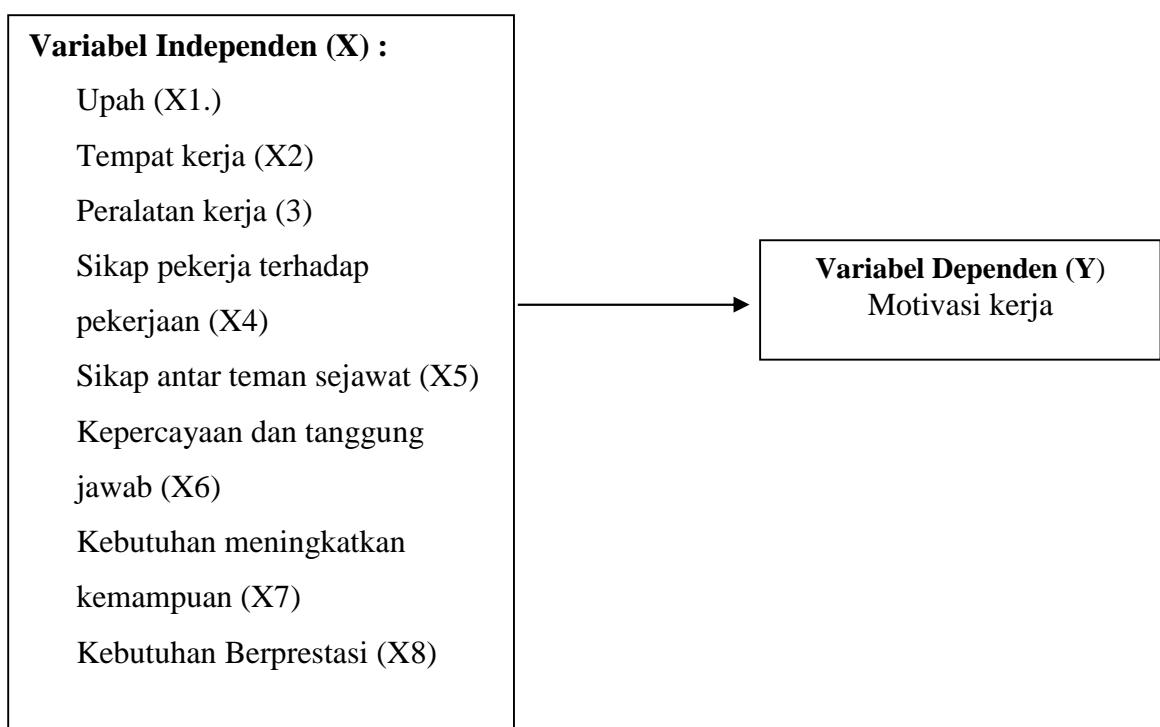 Variabel Independen (X) :
Upah (X1.)
Tempat kerja (X2)
Peralatan kerja (3)
Sikap pekerja terhadap
pekerjaan (X4)
Sikap antar teman sejawat (X5)
Kepercayaan dan tanggung
jawab (X6)
Kebutuhan meningkatkan
kemampuan (X7)
Kebutuhan Berprestasi (X8)
Variabel Dependen (Y)
Motivasi kerja